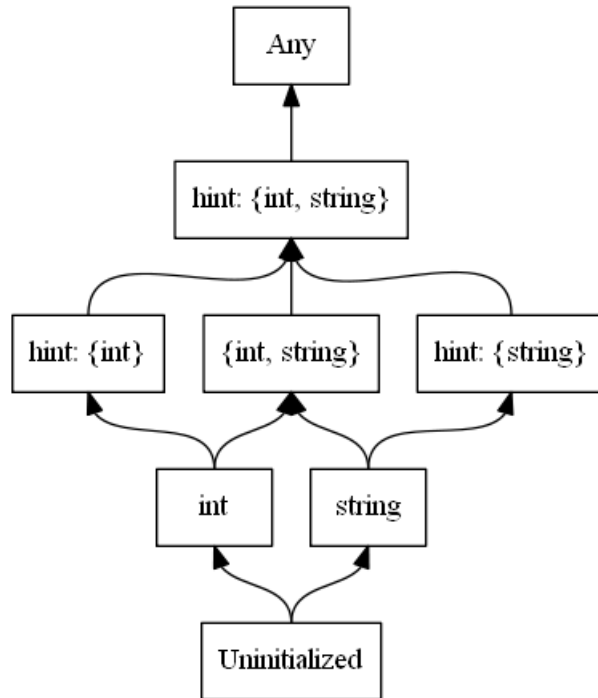 Any
hint: {int, string}
hint: {int}
{int, string}
hint: {string}
int
string
Uninitialized